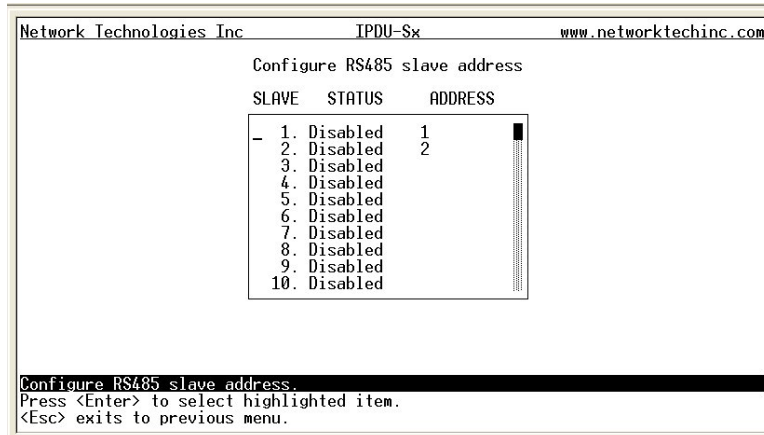 Network Technologies Inc IPDU-Sx www.networktechinc.com
Configure RS485 slave address
SLAVE STATUS ADDRESS
_ 1. Disabled 1
2. Disabled 2
3. Disabled
4. Disabled
5. Disabled
6. Disabled
7. Disabled
8. Disabled
9. Disabled
10. Disabled
Configure RS485 slave address.
Press <Enter> to select highlighted item.
<Esc> exits to previous menu.